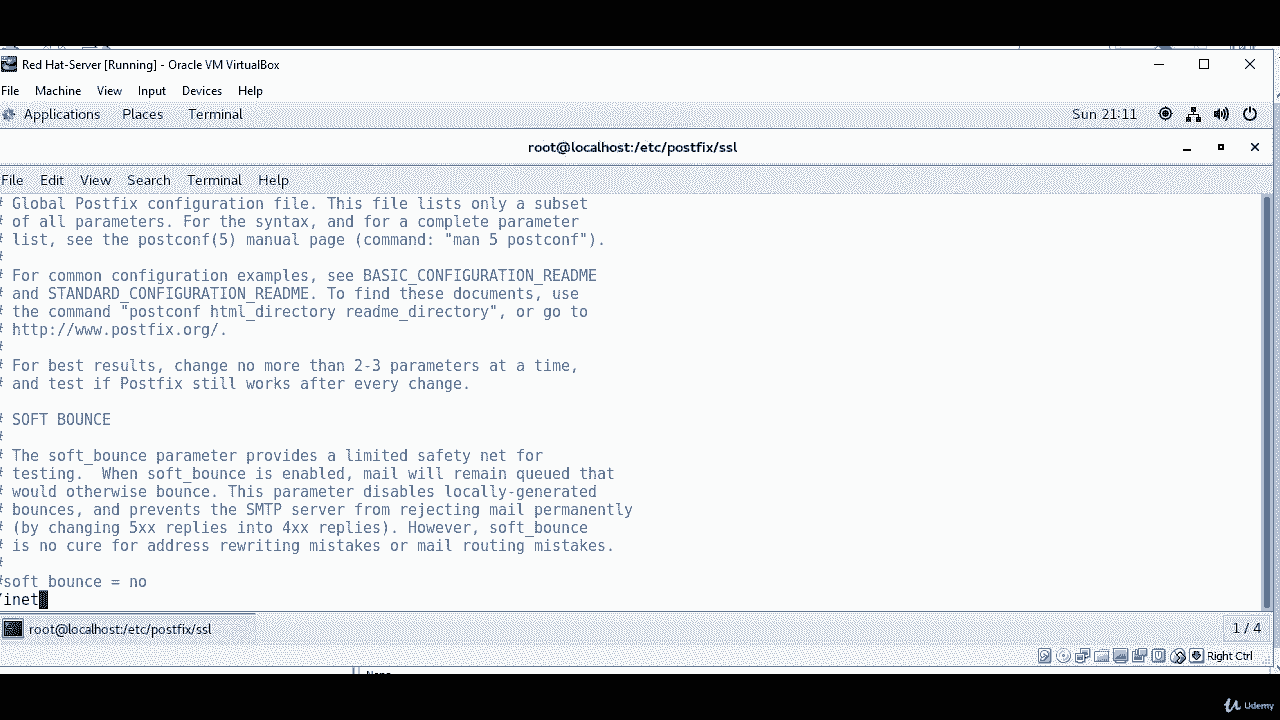 Red Hat-Server [Running] - Oracle VM VirtualBox
File Machine View Input Devices Help
Applications Places Terminal Sun 21:11
root@localhost:/etc/postfix/ssl
File Edit View Search Terminal Help
# Global Postfix configuration file. This file lists only a subset
# of all parameters. For the syntax, and for a complete parameter
# list, see the postconf(5) manual page (command: "man 5 postconf").
#
# For common configuration examples, see BASIC_CONFIGURATION_README
# and STANDARD_CONFIGURATION_README. To find these documents, use
# the command "postconf html_directory readme_directory", or go to
# http://www.postfix.org/.
#
# For best results, change no more than 2-3 parameters at a time,
# and test if Postfix still works after every change.
# SOFT BOUNCE
#
# The soft_bounce parameter provides a limited safety net for
# testing. When soft_bounce is enabled, mail will remain queued that
# would otherwise bounce. This parameter disables locally-generated
# bounces, and prevents the SMTP server from rejecting mail permanently
# (by changing 5xx replies into 4xx replies). However, soft_bounce
# is no cure for address rewriting mistakes or mail routing mistakes.
#
#soft_bounce = no
/inet
root@localhost:/etc/postfix/ssl 1 / 4
Right Ctrl
Udemy